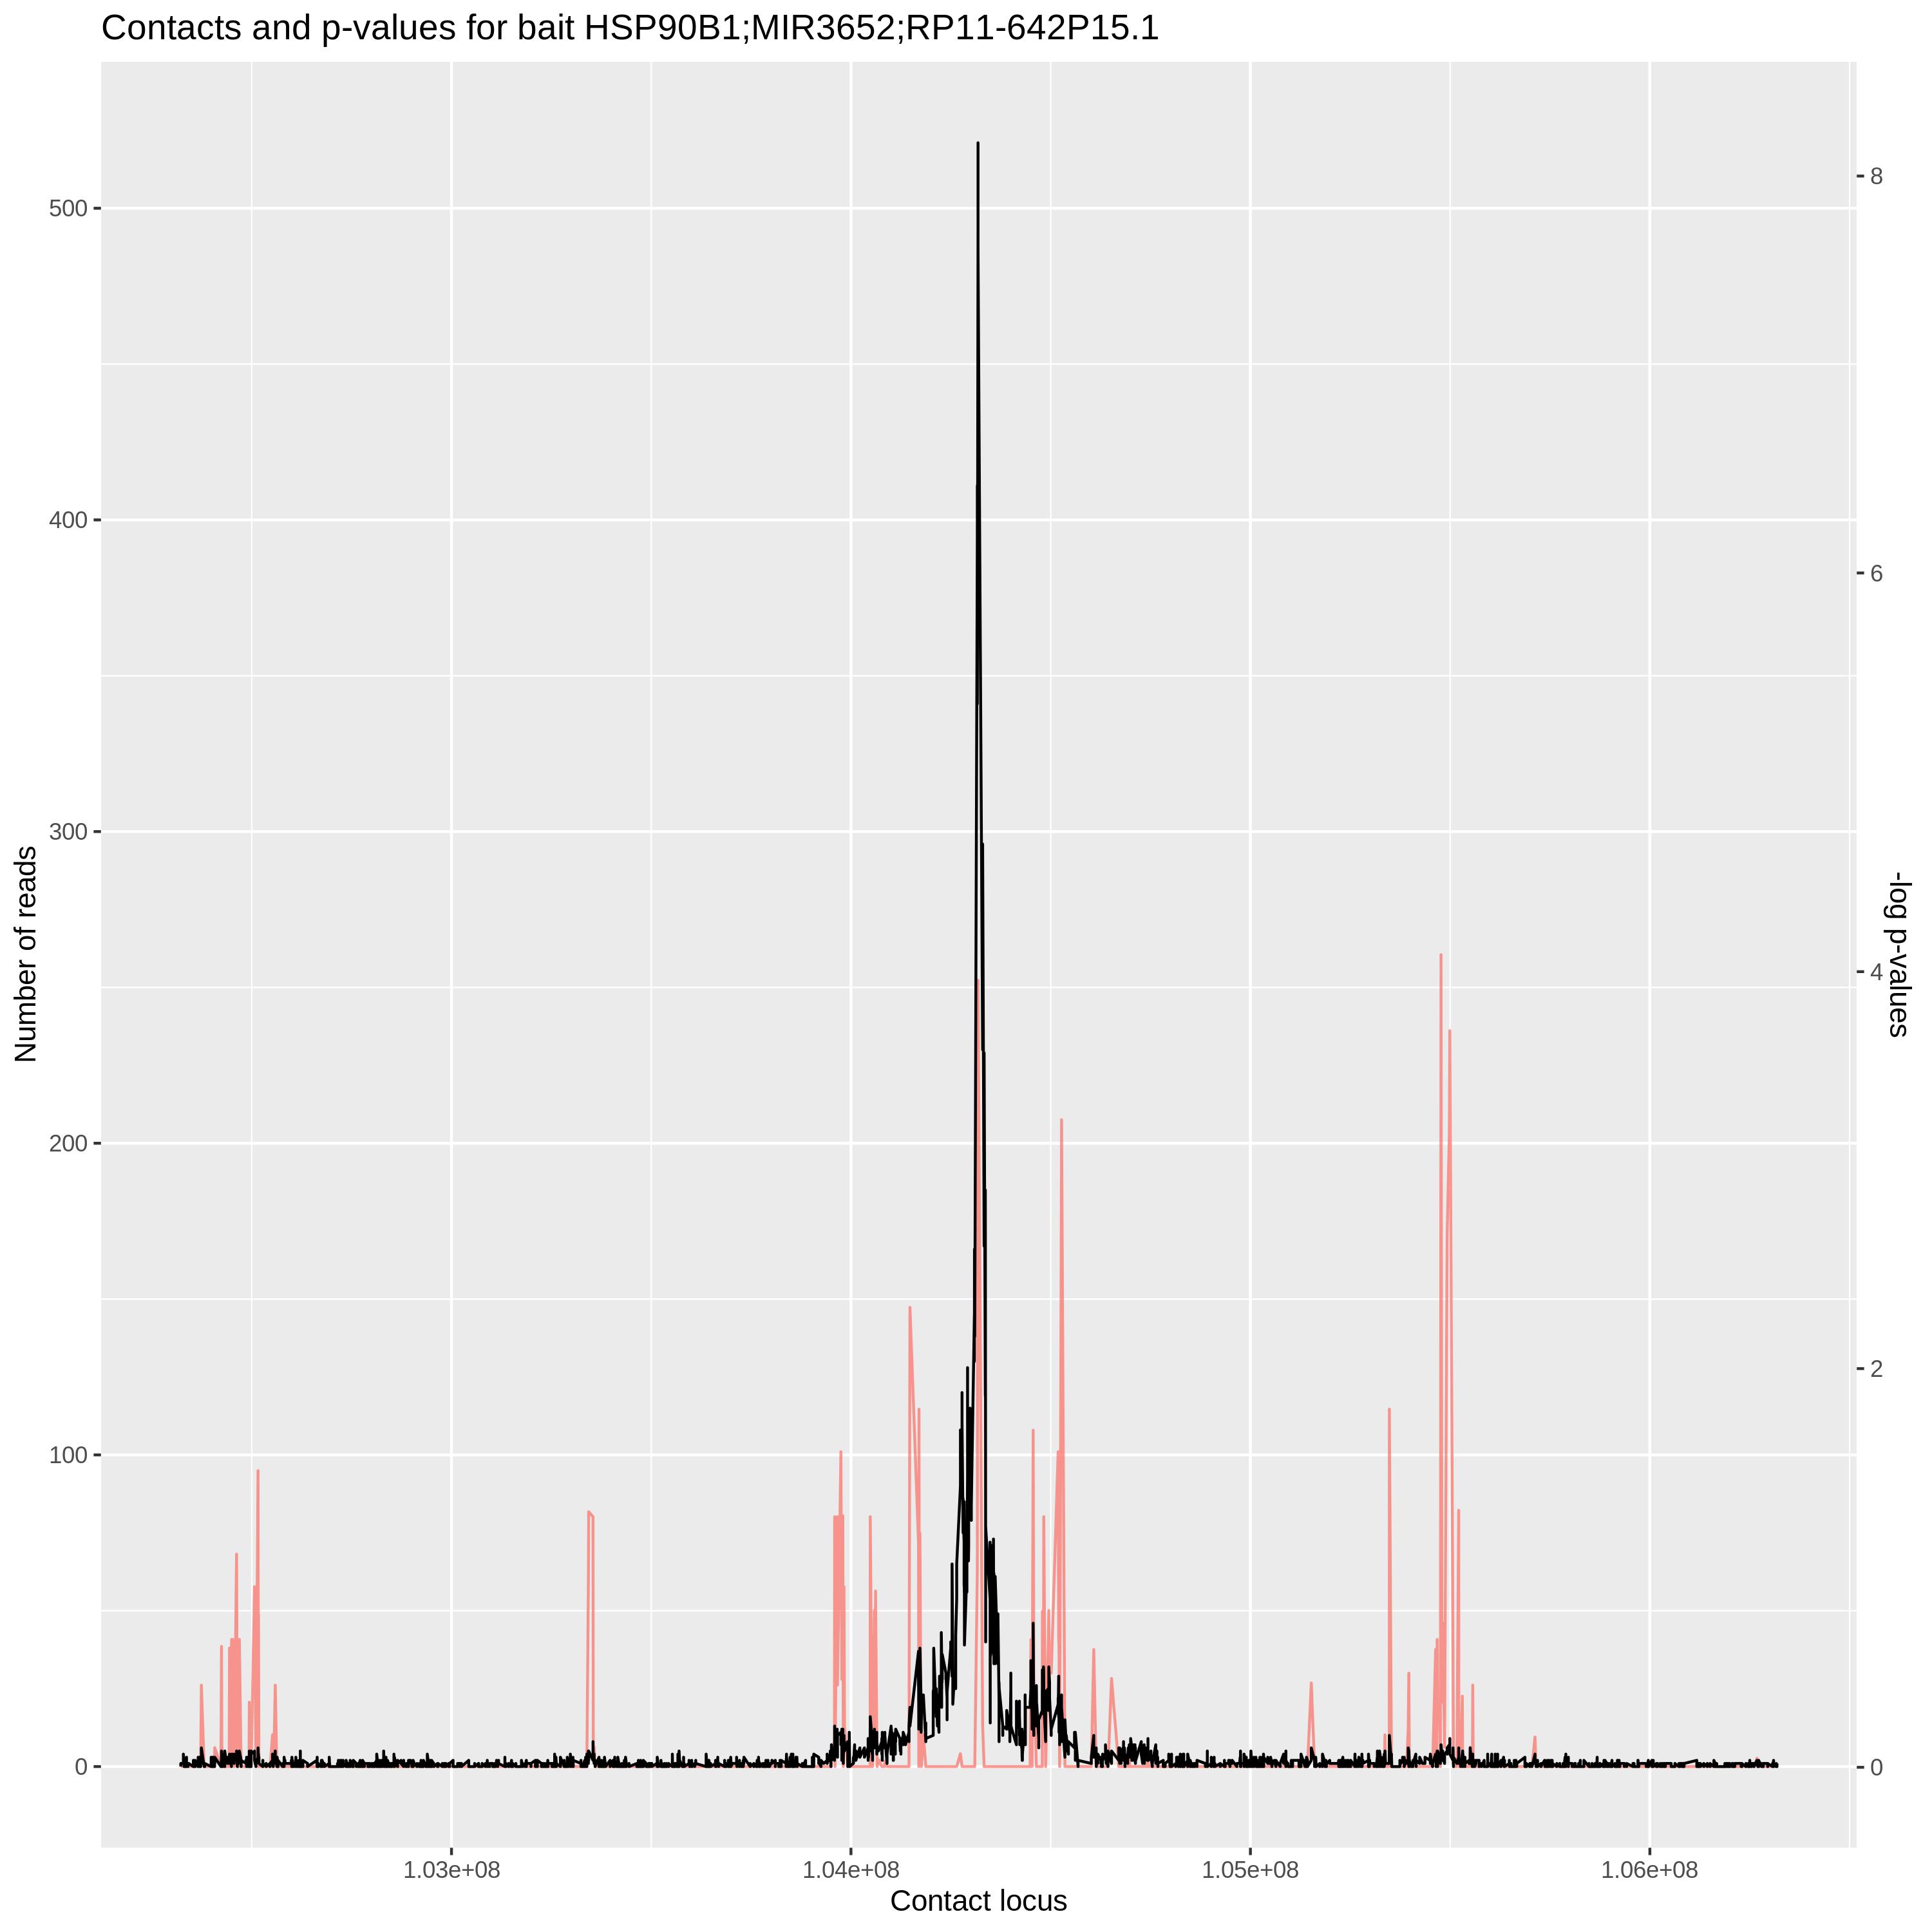 Contacts and p-values for bait HSP90B1;MIR3652;RP11-642P15.1
Number of reads
500
400
300
200
100
0
8
6
4
2
0
-log p-values
1.03e+08
1.04e+08
1.05e+08
1.06e+08
Contact locus